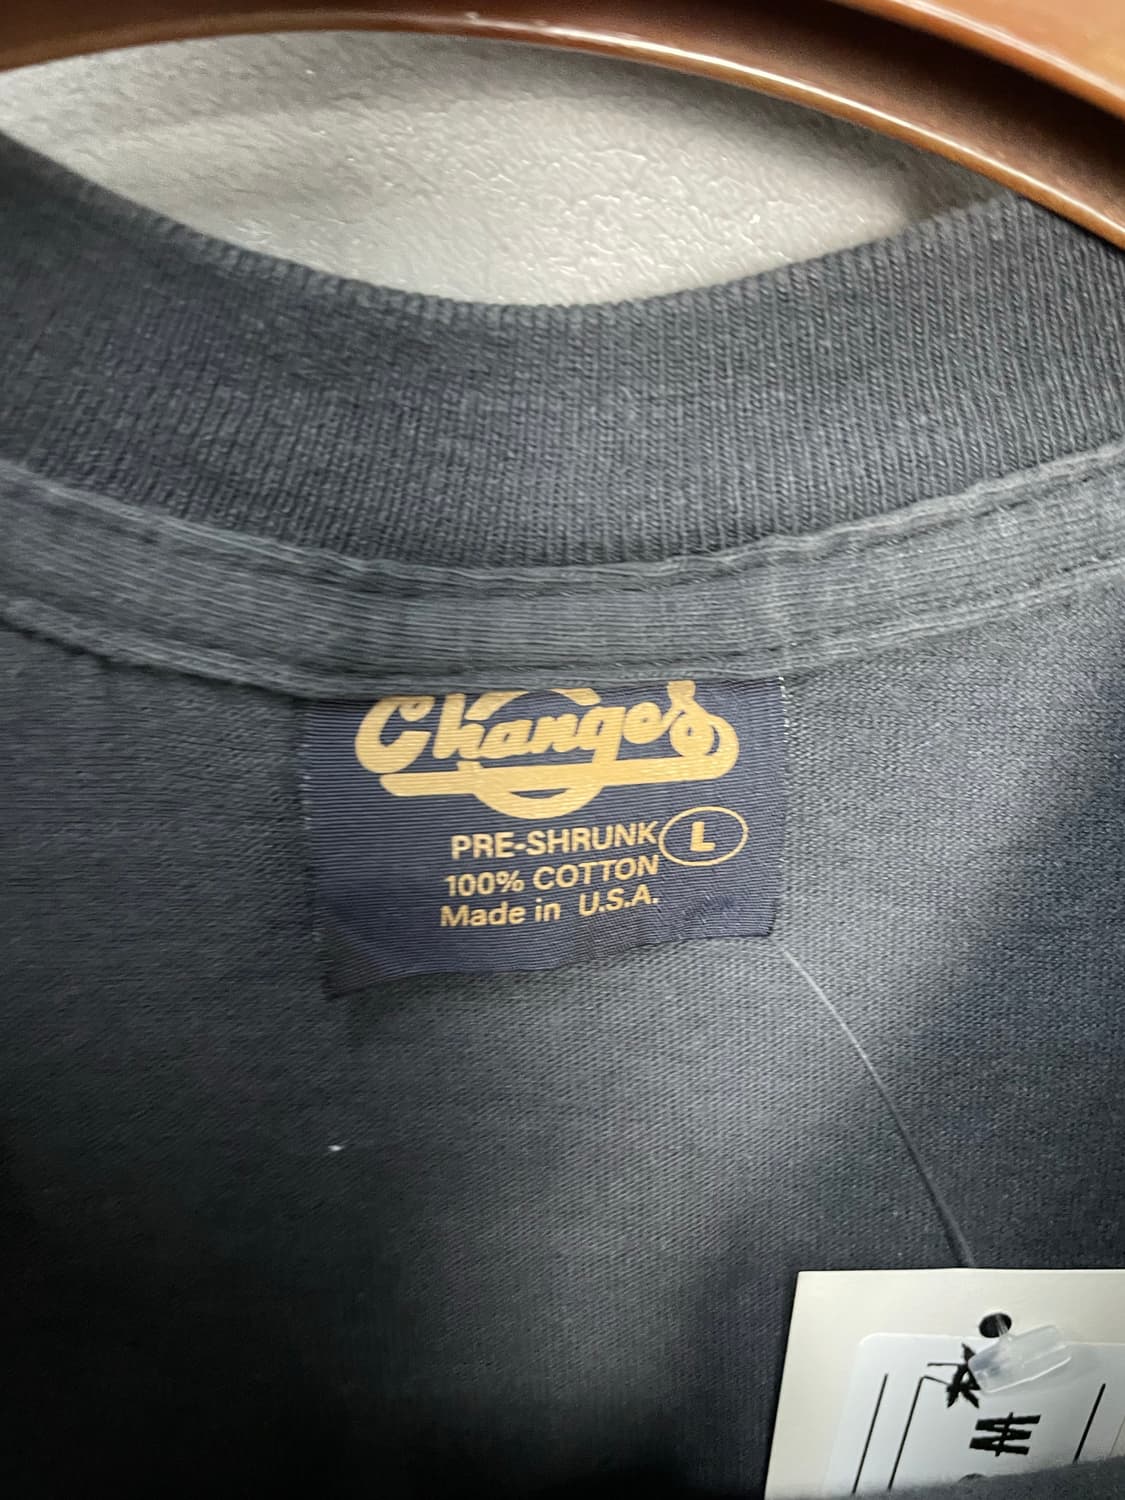 Changes
PRE-SHRUNK L
100% COTTON
Made in U.S.A.